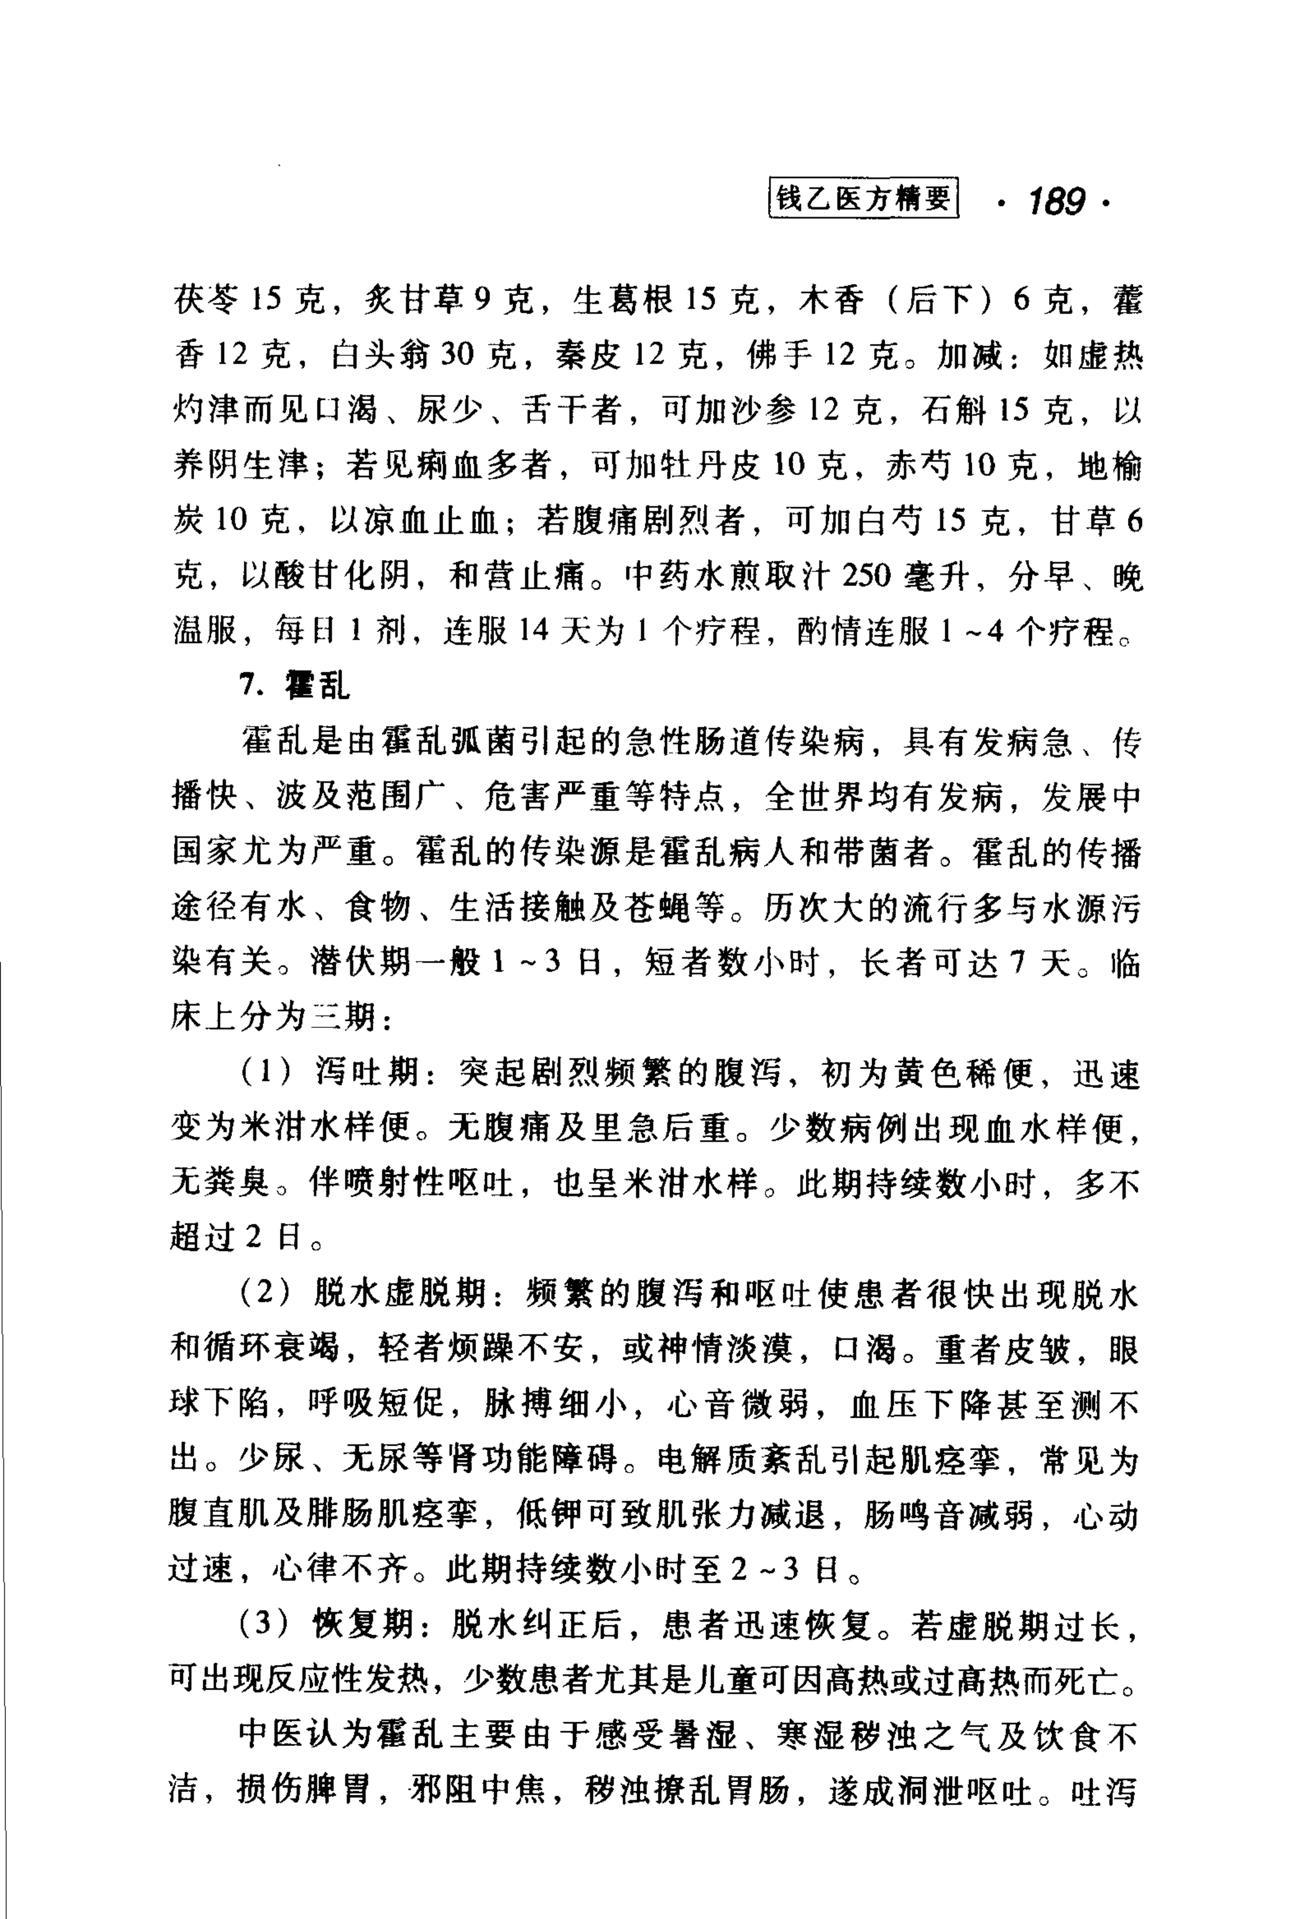 钱乙医方精要 · 189 ·
茯苓 15 克，炙甘草 9 克，生葛根 15 克，木香（后下）6 克，藿
香 12 克，白头翁 30 克，秦皮 12 克，佛手 12 克。加减：如虚热
灼津而见口渴、尿少、舌干者，可加沙参 12 克，石斛 15 克，以
养阴生津；若见痢血多者，可加牡丹皮 10 克，赤芍 10 克，地榆
炭 10 克，以凉血止血；若腹痛剧烈者，可加白芍 15 克，甘草 6
克，以酸甘化阴，和营止痛。中药水煎取汁 250 毫升，分早、晚
温服，每日 1 剂，连服 14 天为 1 个疗程，酌情连服 1～4 个疗程。
7. 霍乱
霍乱是由霍乱弧菌引起的急性肠道传染病，具有发病急、传
播快、波及范围广、危害严重等特点，全世界均有发病，发展中
国家尤为严重。霍乱的传染源是霍乱病人和带菌者。霍乱的传播
途径有水、食物、生活接触及苍蝇等。历次大的流行多与水源污
染有关。潜伏期一般 1～3 日，短者数小时，长者可达 7 天。临
床上分为三期：
（1）泻吐期：突起剧烈频繁的腹泻，初为黄色稀便，迅速
变为米泔水样便。无腹痛及里急后重。少数病例出现血水样便，
无粪臭。伴喷射性呕吐，也呈米泔水样。此期持续数小时，多不
超过 2 日。
（2）脱水虚脱期：频繁的腹泻和呕吐使患者很快出现脱水
和循环衰竭，轻者烦躁不安，或神情淡漠，口渴。重者皮皱，眼
球下陷，呼吸短促，脉搏细小，心音微弱，血压下降甚至测不
出。少尿、无尿等肾功能障碍。电解质紊乱引起肌痉挛，常见为
腹直肌及腓肠肌痉挛，低钾可致肌张力减退，肠鸣音减弱，心动
过速，心律不齐。此期持续数小时至 2～3 日。
（3）恢复期：脱水纠正后，患者迅速恢复。若虚脱期过长，
可出现反应性发热，少数患者尤其是儿童可因高热或过高热而死亡。
中医认为霍乱主要由于感受暑湿、寒湿秽浊之气及饮食不
洁，损伤脾胃，邪阻中焦，秽浊撩乱胃肠，遂成洞泄呕吐。吐泻